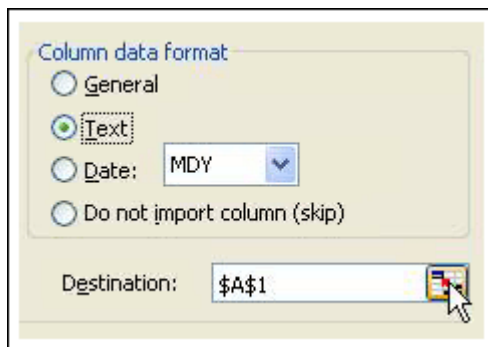 Column data format
General
Text
Date: MDY
Do not import column (skip)
Destination: $A$1